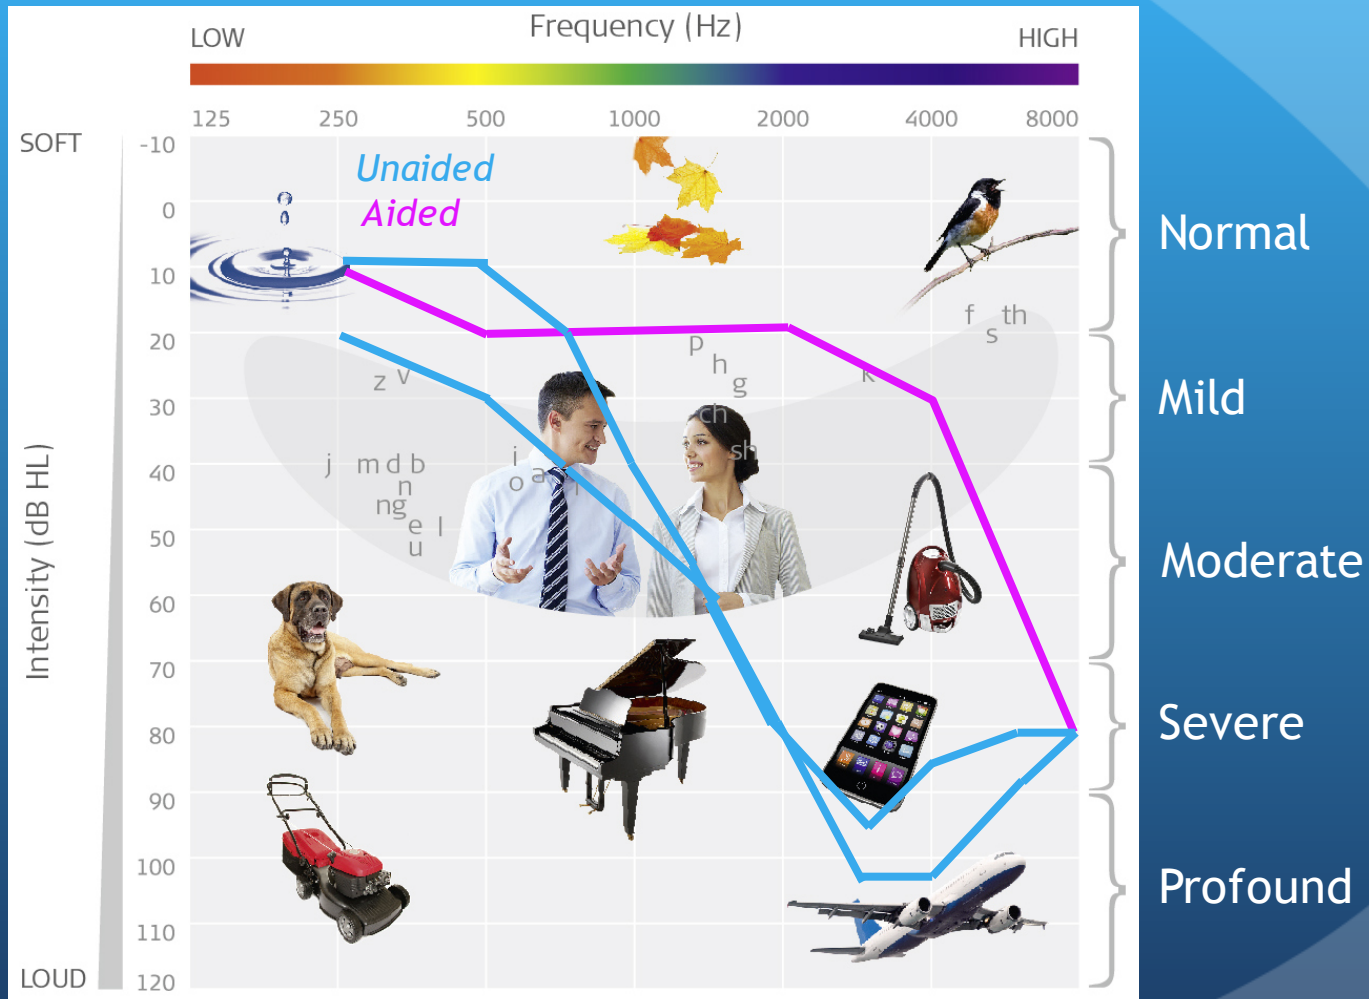 Frequency (Hz)
LOW HIGH
125 250 500 1000 2000 4000 8000
SOFT
-10
0
10
20
30
40
50
60
70
80
90
100
110
120
LOUD
Intensity (dB HL)
Unaided
Aided
f th
s
p
h
g
k
z v
ch
sh
j m d b
n
ng
e l
u
i
o a
Normal
Mild
Moderate
Severe
Profound